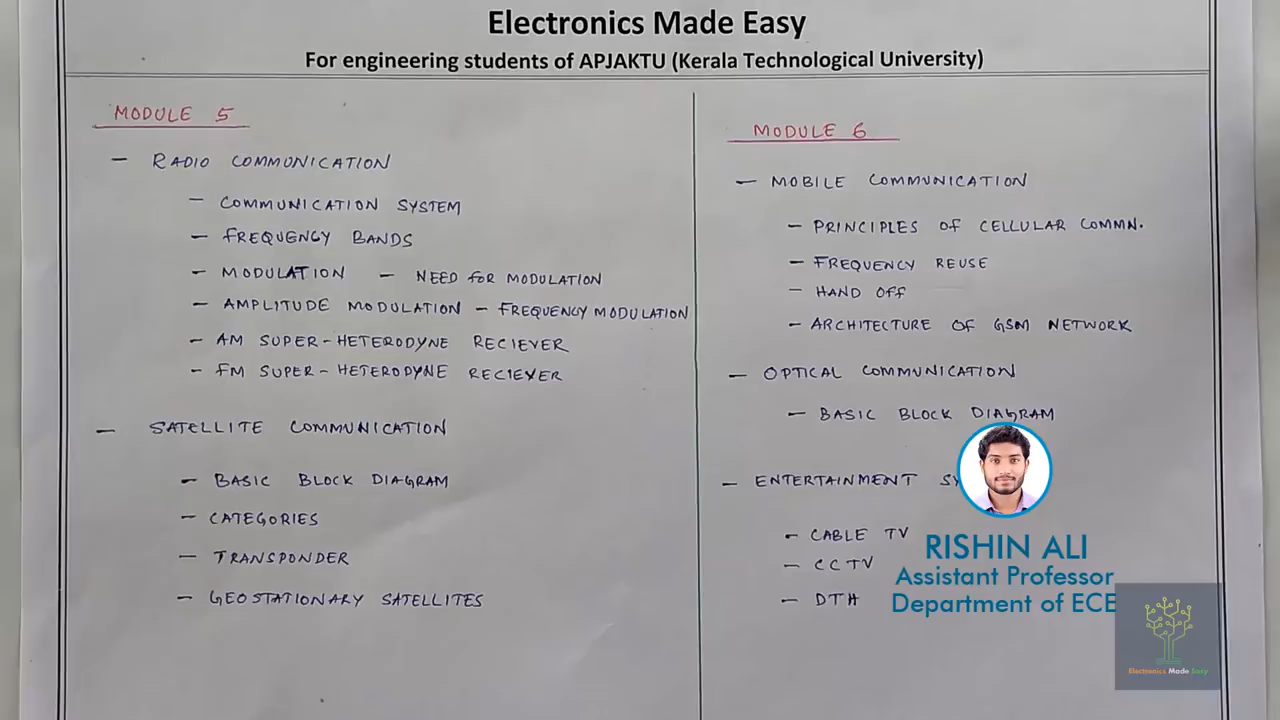 Electronics Made Easy
For engineering students of APJAKTU (Kerala Technological University)
MODULE 5
- RADIO COMMUNICATION
- COMMUNICATION SYSTEM
- FREQUENCY BANDS
- MODULATION - NEED FOR MODULATION
- AMPLITUDE MODULATION - FREQUENCY MODULATION
- AM SUPER-HETERODYNE RECIEVER
- FM SUPER-HETERODYNE RECIEVER
- SATELLITE COMMUNICATION
- BASIC BLOCK DIAGRAM
- CATEGORIES
- TRANSPONDER
- GEOSTATIONARY SATELLITES
MODULE 6
- MOBILE COMMUNICATION
- PRINCIPLES OF CELLULAR COMMN.
- FREQUENCY REUSE
- HAND OFF
- ARCHITECTURE OF GSM NETWORK
- OPTICAL COMMUNICATION
- BASIC BLOCK DIAGRAM
- ENTERTAINMENT
- CABLE TV
- CCTV
- DTH
RISHIN ALI
Assistant Professor
Department of ECE
Electronics Made Easy